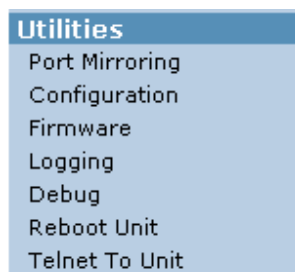 Utilities
Port Mirroring
Configuration
Firmware
Logging
Debug
Reboot Unit
Telnet To Unit